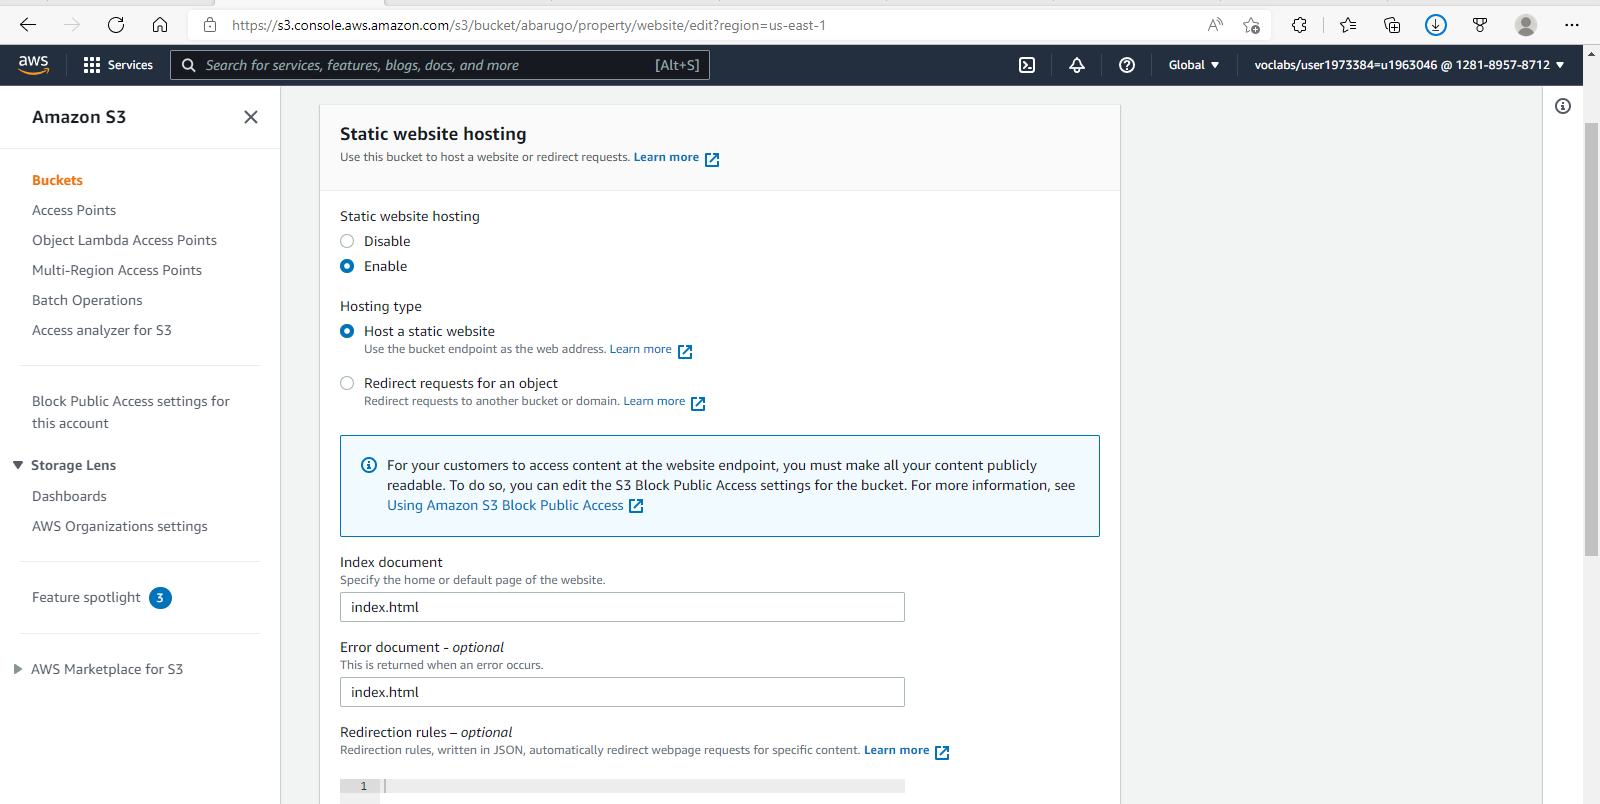 https://s3.console.aws.amazon.com/s3/bucket/abarugo/property/website/edit?region=us-east-1
aws
Services
Search for services, features, blogs, docs, and more
[Alt+S]
Global
voclabs/user1973384=u1963046 @ 1281-8957-8712
Amazon S3
Buckets
Access Points
Object Lambda Access Points
Multi-Region Access Points
Batch Operations
Access analyzer for S3
Block Public Access settings for
this account
Storage Lens
Dashboards
AWS Organizations settings
Feature spotlight 3
AWS Marketplace for S3
Static website hosting
Use this bucket to host a website or redirect requests. Learn more
Static website hosting
Disable
Enable
Hosting type
Host a static website
Use the bucket endpoint as the web address. Learn more
Redirect requests for an object
Redirect requests to another bucket or domain. Learn more
For your customers to access content at the website endpoint, you must make all your content publicly
readable. To do so, you can edit the S3 Block Public Access settings for the bucket. For more information, see
Using Amazon S3 Block Public Access
Index document
Specify the home or default page of the website.
index.html
Error document - optional
This is returned when an error occurs.
index.html
Redirection rules – optional
Redirection rules, written in JSON, automatically redirect webpage requests for specific content. Learn more
1